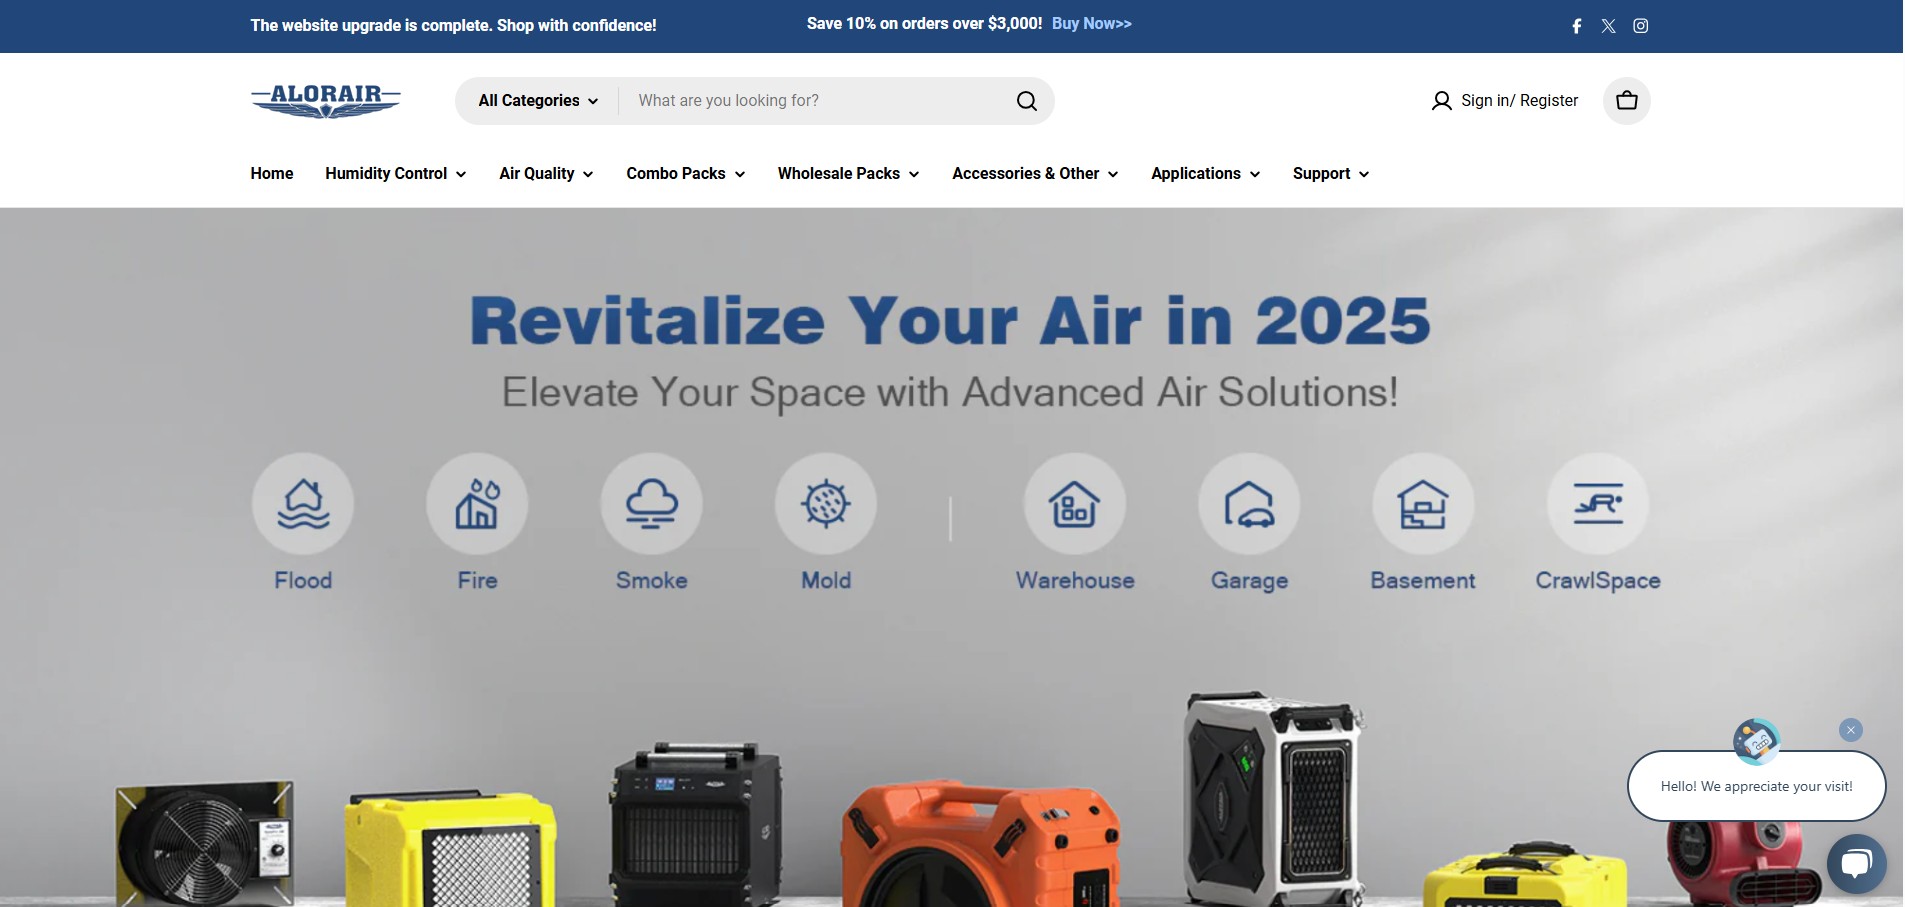 The website upgrade is complete. Shop with confidence!
Save 10% on orders over $3,000! Buy Now>>
ALORAIR
All Categories
What are you looking for?
Sign in/ Register
Home Humidity Control Air Quality Combo Packs Wholesale Packs Accessories & Other Applications Support
Revitalize Your Air in 2025
Elevate Your Space with Advanced Air Solutions!
Flood Fire Smoke Mold Warehouse Garage Basement CrawlSpace
Hello! We appreciate your visit!